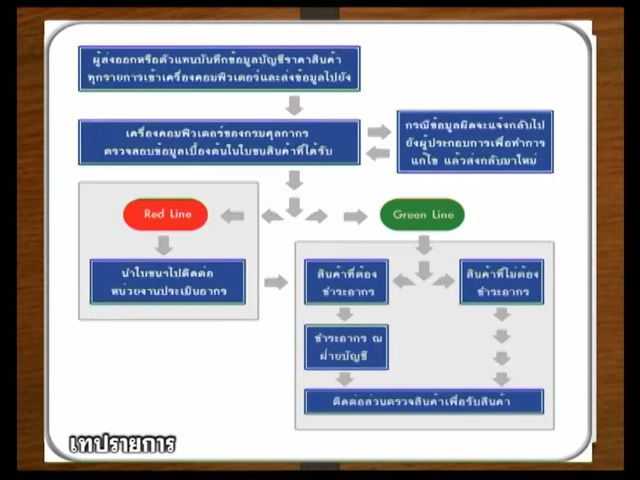 ผู้ส่งออกหรือตัวแทนบันทึกข้อมูลบัญชีราคาสินค้า
ทุกรายการเข้าเครื่องคอมพิวเตอร์และส่งข้อมูลไปยัง
เครื่องคอมพิวเตอร์ของกรมศุลกากร
ตรวจสอบข้อมูลเบื้องต้นในใบขนสินค้าที่ได้รับ
กรณีข้อมูลผิดจะแจ้งกลับไป
ยังผู้ประกอบการเพื่อทำการ
แก้ไข แล้วส่งกลับมาใหม่
Red Line
Green Line
นำใบขนาไปติดต่อ
หน่วยงานประเมินอากร
สินค้าที่ต้อง
ชำระอากร
สินค้าที่ไม่ต้อง
ชำระอากร
ชำระอากร ณ
ฝ่ายบัญชี
ติดต่อส่วนตรวจสินค้าเพื่อรับสินค้า
เทปรายการ